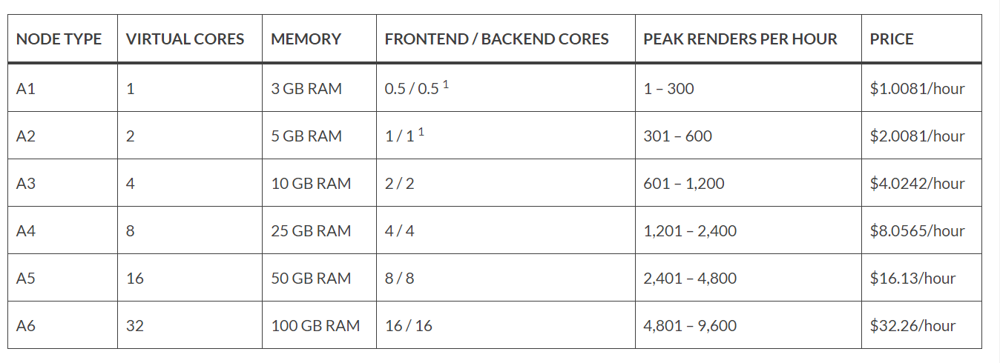 NODE TYPE VIRTUAL CORES MEMORY FRONTEND / BACKEND CORES PEAK RENDERS PER HOUR PRICE
A1 1 3 GB RAM 0.5 / 0.5 1 1 – 300 $1.0081/hour
A2 2 5 GB RAM 1 / 1 1 301 – 600 $2.0081/hour
A3 4 10 GB RAM 2 / 2 601 – 1,200 $4.0242/hour
A4 8 25 GB RAM 4 / 4 1,201 – 2,400 $8.0565/hour
A5 16 50 GB RAM 8 / 8 2,401 – 4,800 $16.13/hour
A6 32 100 GB RAM 16 / 16 4,801 – 9,600 $32.26/hour